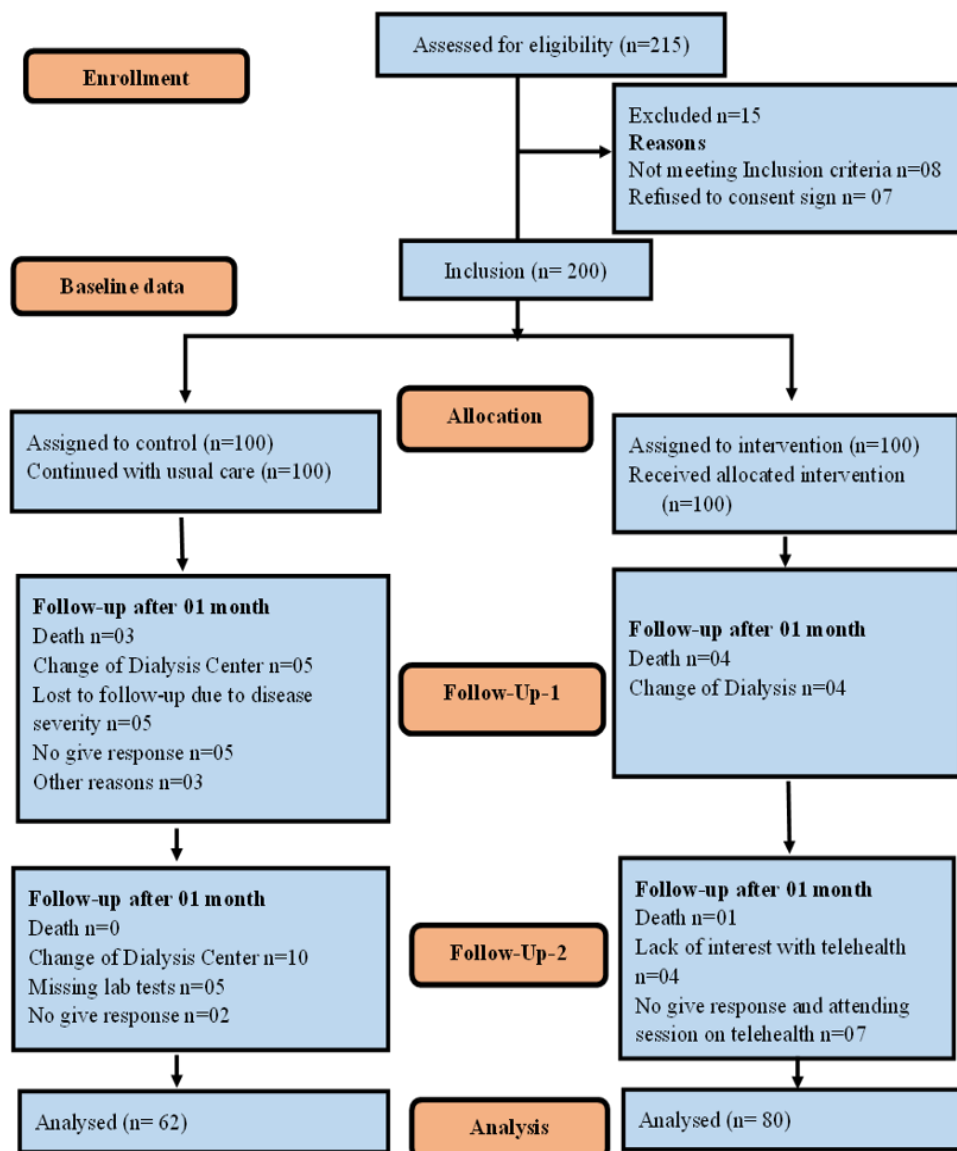 Assessed for eligibility (n=215)
Enrollment
Excluded n=15
Reasons
Not meeting Inclusion criteria n=08
Refused to consent sign n= 07
Inclusion (n= 200)
Baseline data
Allocation
Assigned to control (n=100)
Continued with usual care (n=100)
Assigned to intervention (n=100)
Received allocated intervention
(n=100)
Follow-up after 01 month
Death n=03
Change of Dialysis Center n=05
Lost to follow-up due to disease
severity n=05
No give response n=05
Other reasons n=03
Follow-Up-1
Follow-up after 01 month
Death n=04
Change of Dialysis n=04
Follow-up after 01 month
Death n=0
Change of Dialysis Center n=10
Missing lab tests n=05
No give response n=02
Follow-Up-2
Follow-up after 01 month
Death n=01
Lack of interest with telehealth
n=04
No give response and attending
session on telehealth n=07
Analysed (n= 62)
Analysis
Analysed (n= 80)